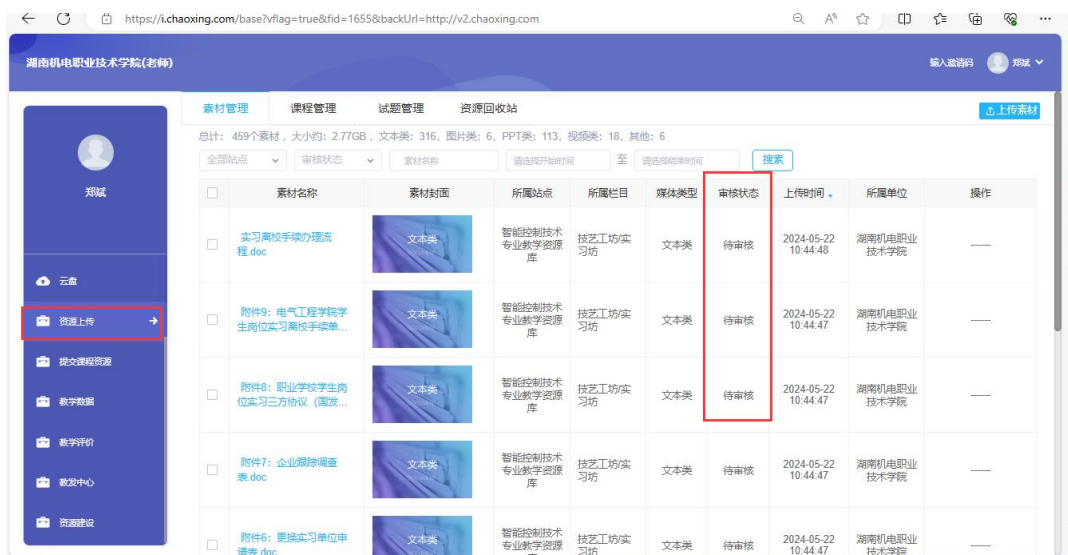 https://i.chaoxing.com/base?vflag=true&fid=1655&backUrl=http://v2.chaoxing.com
湖南机电职业技术学院(老师)
输入邀请码
郑斌
素材管理 课程管理 试题管理 资源回收站
上传素材
总计: 459个素材, 大小约: 2.77GB, 文本类: 316, 图片类: 6, PPT类: 113, 视频类: 18, 其他: 6
全部站点 审核状态 素材名称 请选择开始时间 至 请选择结束时间 搜索
郑斌
云盘
资源上传
提交课程资源
教学数据
教学评价
教发中心
资源建设
素材名称 素材封面 所属站点 所属栏目 媒体类型 审核状态 上传时间 所属单位 操作
实习离校手续办理流
程.doc
文本类
智能控制技术
专业教学资源
库
技艺工坊/实
习坊
文本类
待审核
2024-05-22
10:44:48
湖南机电职业
技术学院
------
附件9: 电气工程学院学
生岗位实习离校手续单...
文本类
智能控制技术
专业教学资源
库
技艺工坊/实
习坊
文本类
待审核
2024-05-22
10:44:47
湖南机电职业
技术学院
------
附件8: 职业学校学生岗
位实习三方协议（国发...
文本类
智能控制技术
专业教学资源
库
技艺工坊/实
习坊
文本类
待审核
2024-05-22
10:44:47
湖南机电职业
技术学院
------
附件7: 企业跟踪调查
表.doc
文本类
智能控制技术
专业教学资源
库
技艺工坊/实
习坊
文本类
待审核
2024-05-22
10:44:47
湖南机电职业
技术学院
------
附件6: 更换实习单位申
请表.doc
文本类
智能控制技术
专业教学资源
技艺工坊/实
习坊
文本类
待审核
2024-05-22
10:44:47
湖南机电职业
技术学院
------